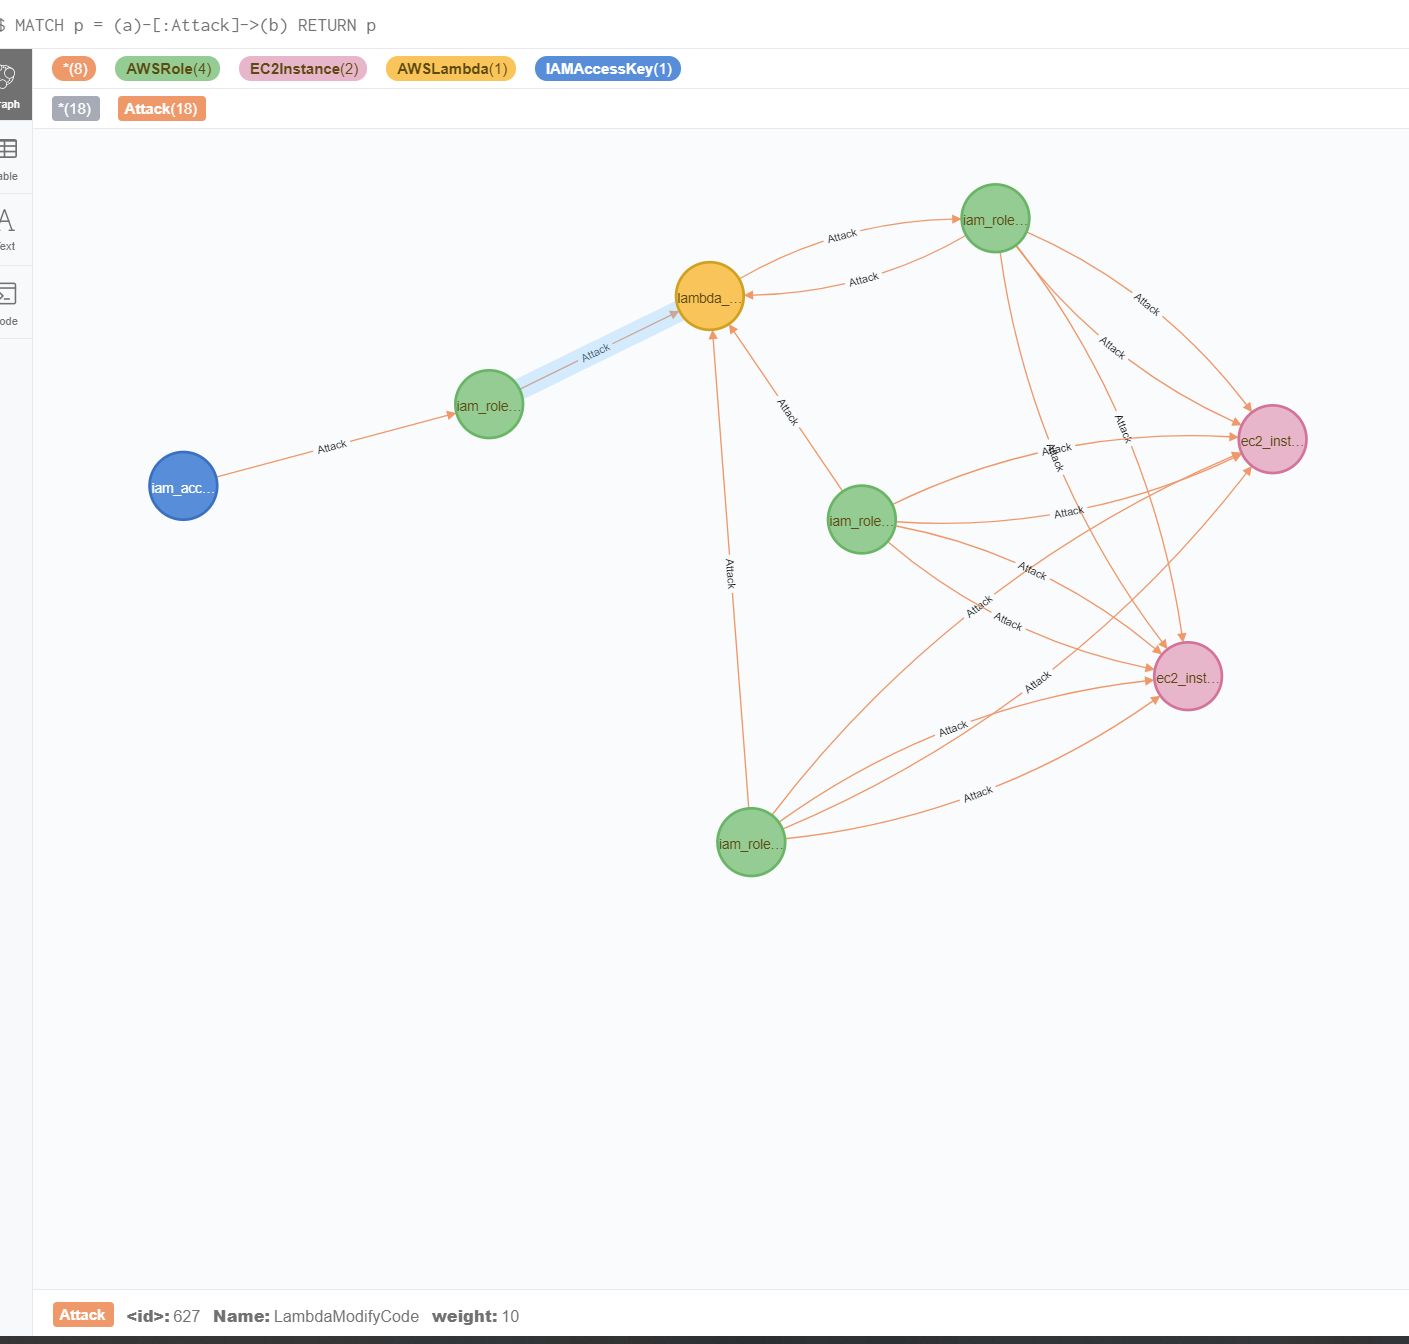 $ MATCH p = (a)-[:Attack]->(b) RETURN p
*(8) AWSRole(4) EC2Instance(2) AWSLambda(1) IAMAccessKey(1)
raph
*(18) Attack(18)
able
A
ext
ode
iam_role...
Attack
Attack
lambda_...
Attack
Attack
Attack
iam_role...
Attack
Attack
ec2_inst...
Attack
Attack
Attack
iam_acc...
iam_role...
Attack
Attack
Attack
Attack
Attack
ec2_inst...
Attack
Attack
Attack
iam_role...
Attack <id>: 627 Name: LambdaModifyCode weight: 10